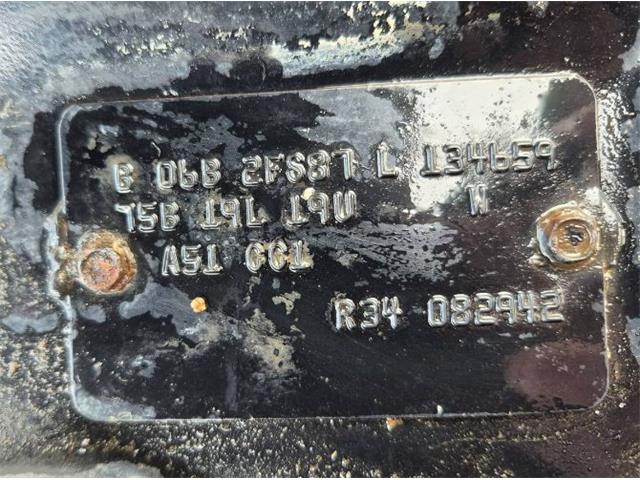 B 06B 2FS87 L 134659
75B 19L 19U N
A51 CC1
R34 082942